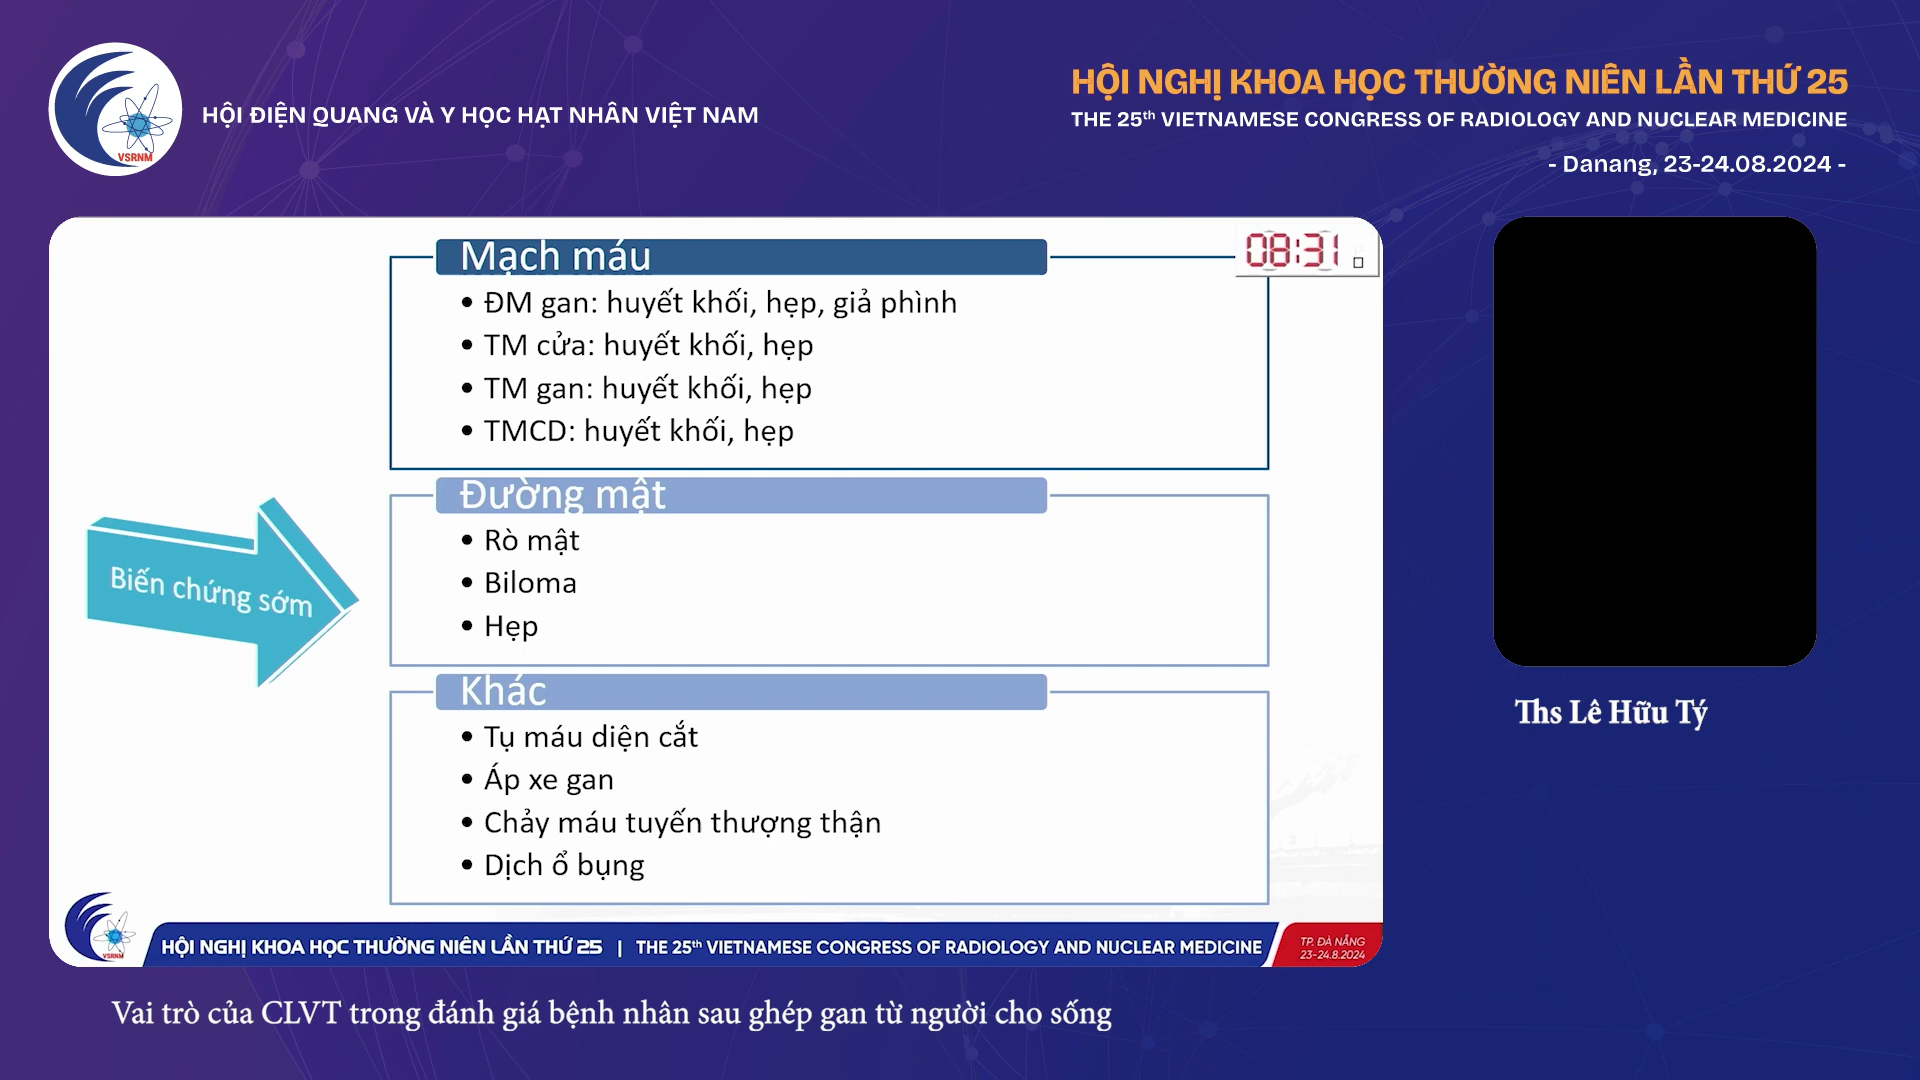 VSRNM
HỘI ĐIỆN QUANG VÀ Y HỌC HẠT NHÂN VIỆT NAM
HỘI NGHỊ KHOA HỌC THƯỜNG NIÊN LẦN THỨ 25
THE 25th VIETNAMESE CONGRESS OF RADIOLOGY AND NUCLEAR MEDICINE
- Danang, 23-24.08.2024 -
08:31
Mạch máu
• ĐM gan: huyết khối, hẹp, giả phình
• TM cửa: huyết khối, hẹp
• TM gan: huyết khối, hẹp
• TMCD: huyết khối, hẹp
Biến chứng sớm
Đường mật
• Rò mật
• Biloma
• Hẹp
Khác
• Tụ máu diện cắt
• Áp xe gan
• Chảy máu tuyến thượng thận
• Dịch ổ bụng
VSRNM
HỘI NGHỊ KHOA HỌC THƯỜNG NIÊN LẦN THỨ 25 | THE 25th VIETNAMESE CONGRESS OF RADIOLOGY AND NUCLEAR MEDICINE
TP. ĐÀ NẴNG
23-24.8.2024
Ths Lê Hữu Tý
Vai trò của CLVT trong đánh giá bệnh nhân sau ghép gan từ người cho sống